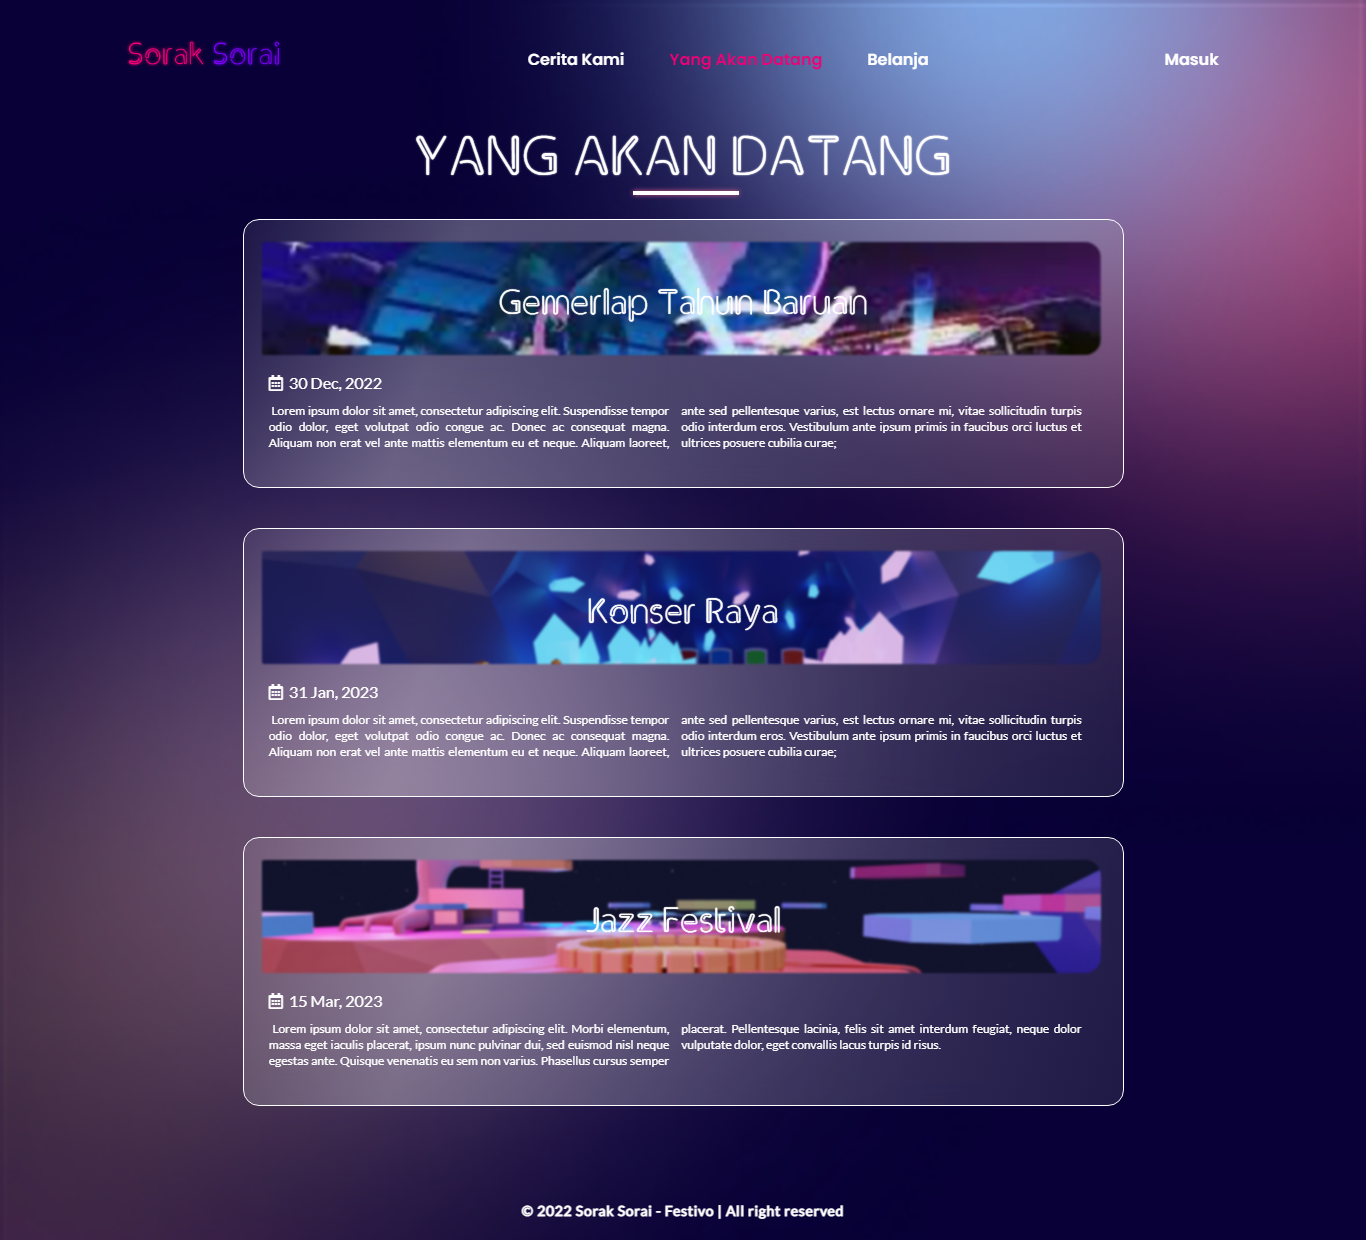 Sorak Sorai
Cerita Kami
Yang Akan Datang
Belanja
Masuk
YANG AKAN DATANG
Gemerlap Tahun Baruan
30 Dec, 2022
Lorem ipsum dolor sit amet, consectetur adipiscing elit. Suspendisse tempor
odio dolor, eget volutpat odio congue ac. Donec ac consequat magna.
Aliquam non erat vel ante mattis elementum eu et neque. Aliquam laoreet,
ante sed pellentesque varius, est lectus ornare mi, vitae sollicitudin turpis
odio interdum eros. Vestibulum ante ipsum primis in faucibus orci luctus et
ultrices posuere cubilia curae;
Konser Raya
31 Jan, 2023
Lorem ipsum dolor sit amet, consectetur adipiscing elit. Suspendisse tempor
odio dolor, eget volutpat odio congue ac. Donec ac consequat magna.
Aliquam non erat vel ante mattis elementum eu et neque. Aliquam laoreet,
ante sed pellentesque varius, est lectus ornare mi, vitae sollicitudin turpis
odio interdum eros. Vestibulum ante ipsum primis in faucibus orci luctus et
ultrices posuere cubilia curae;
Jazz Festival
15 Mar, 2023
Lorem ipsum dolor sit amet, consectetur adipiscing elit. Morbi elementum,
massa eget iaculis placerat, ipsum nunc pulvinar dui, sed euismod nisl neque
egestas ante. Quisque venenatis eu sem non varius. Phasellus cursus semper
placerat. Pellentesque lacinia, felis sit amet interdum feugiat, neque dolor
vulputate dolor, eget convallis lacus turpis id risus.
© 2022 Sorak Sorai - Festivo | All right reserved